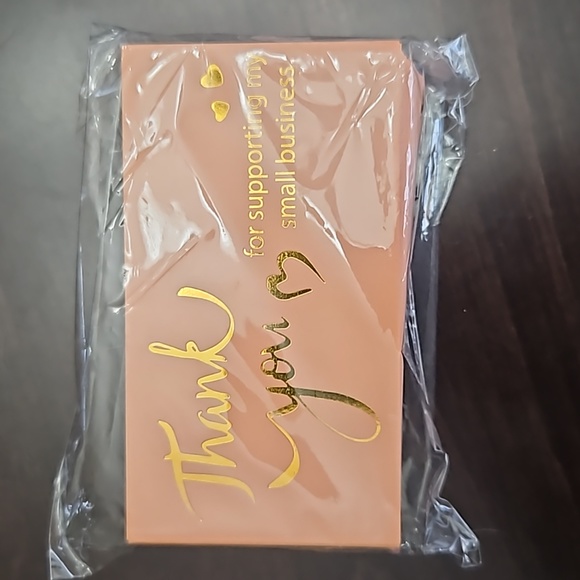 Thank
you
for supporting my
small business